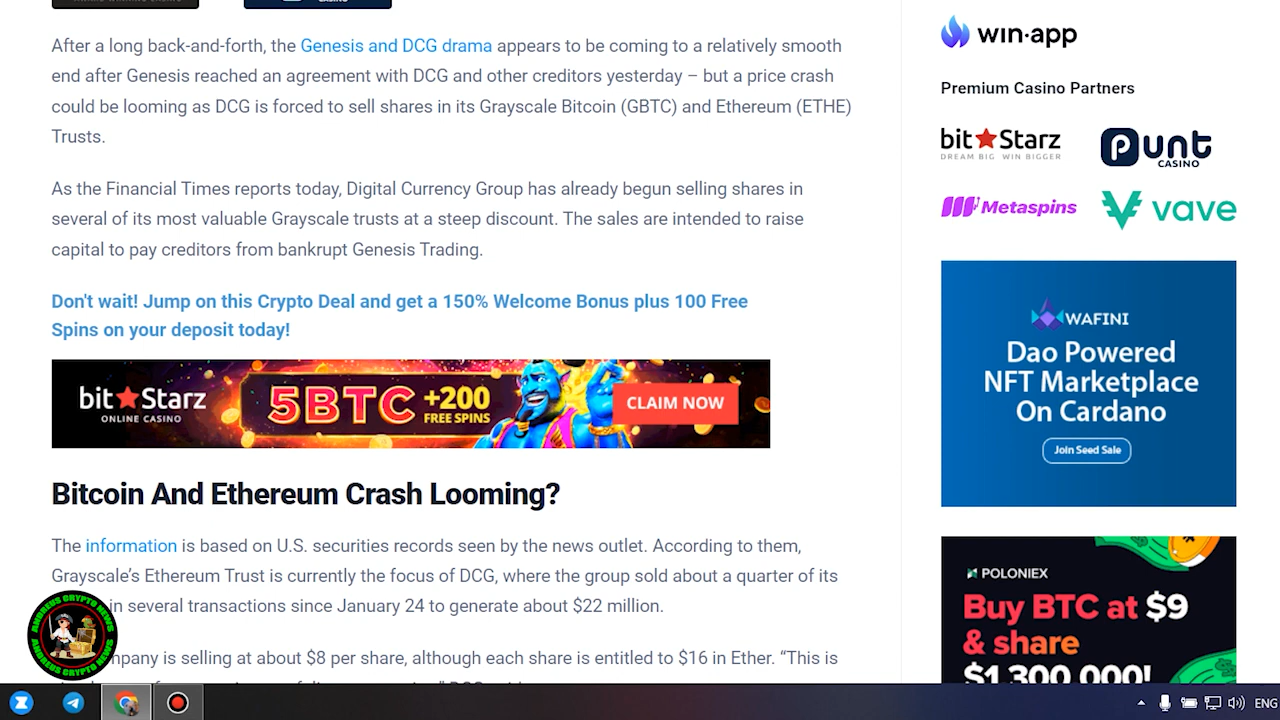 After a long back-and-forth, the Genesis and DCG drama appears to be coming to a relatively smooth
end after Genesis reached an agreement with DCG and other creditors yesterday – but a price crash
could be looming as DCG is forced to sell shares in its Grayscale Bitcoin (GBTC) and Ethereum (ETHE)
Trusts.
As the Financial Times reports today, Digital Currency Group has already begun selling shares in
several of its most valuable Grayscale trusts at a steep discount. The sales are intended to raise
capital to pay creditors from bankrupt Genesis Trading.
Don't wait! Jump on this Crypto Deal and get a 150% Welcome Bonus plus 100 Free
Spins on your deposit today!
bitStarz
ONLINE CASINO
5BTC
+200
FREE SPINS
CLAIM NOW
Bitcoin And Ethereum Crash Looming?
The information is based on U.S. securities records seen by the news outlet. According to them,
Grayscale’s Ethereum Trust is currently the focus of DCG, where the group sold about a quarter of its
in several transactions since January 24 to generate about $22 million.
is selling at about $8 per share, although each share is entitled to $16 in Ether. “This is
ANDREUS CRYPTO NEWS
ANDREUS CRYPTO NEWS
win·app
Premium Casino Partners
bitStarz
DREAM BIG WIN BIGGER
Punt
CASINO
Metaspins
vave
WAFINI
Dao Powered
NFT Marketplace
On Cardano
Join Seed Sale
POLONIEX
Buy BTC at $9
& share
$1,300,000!
ENG